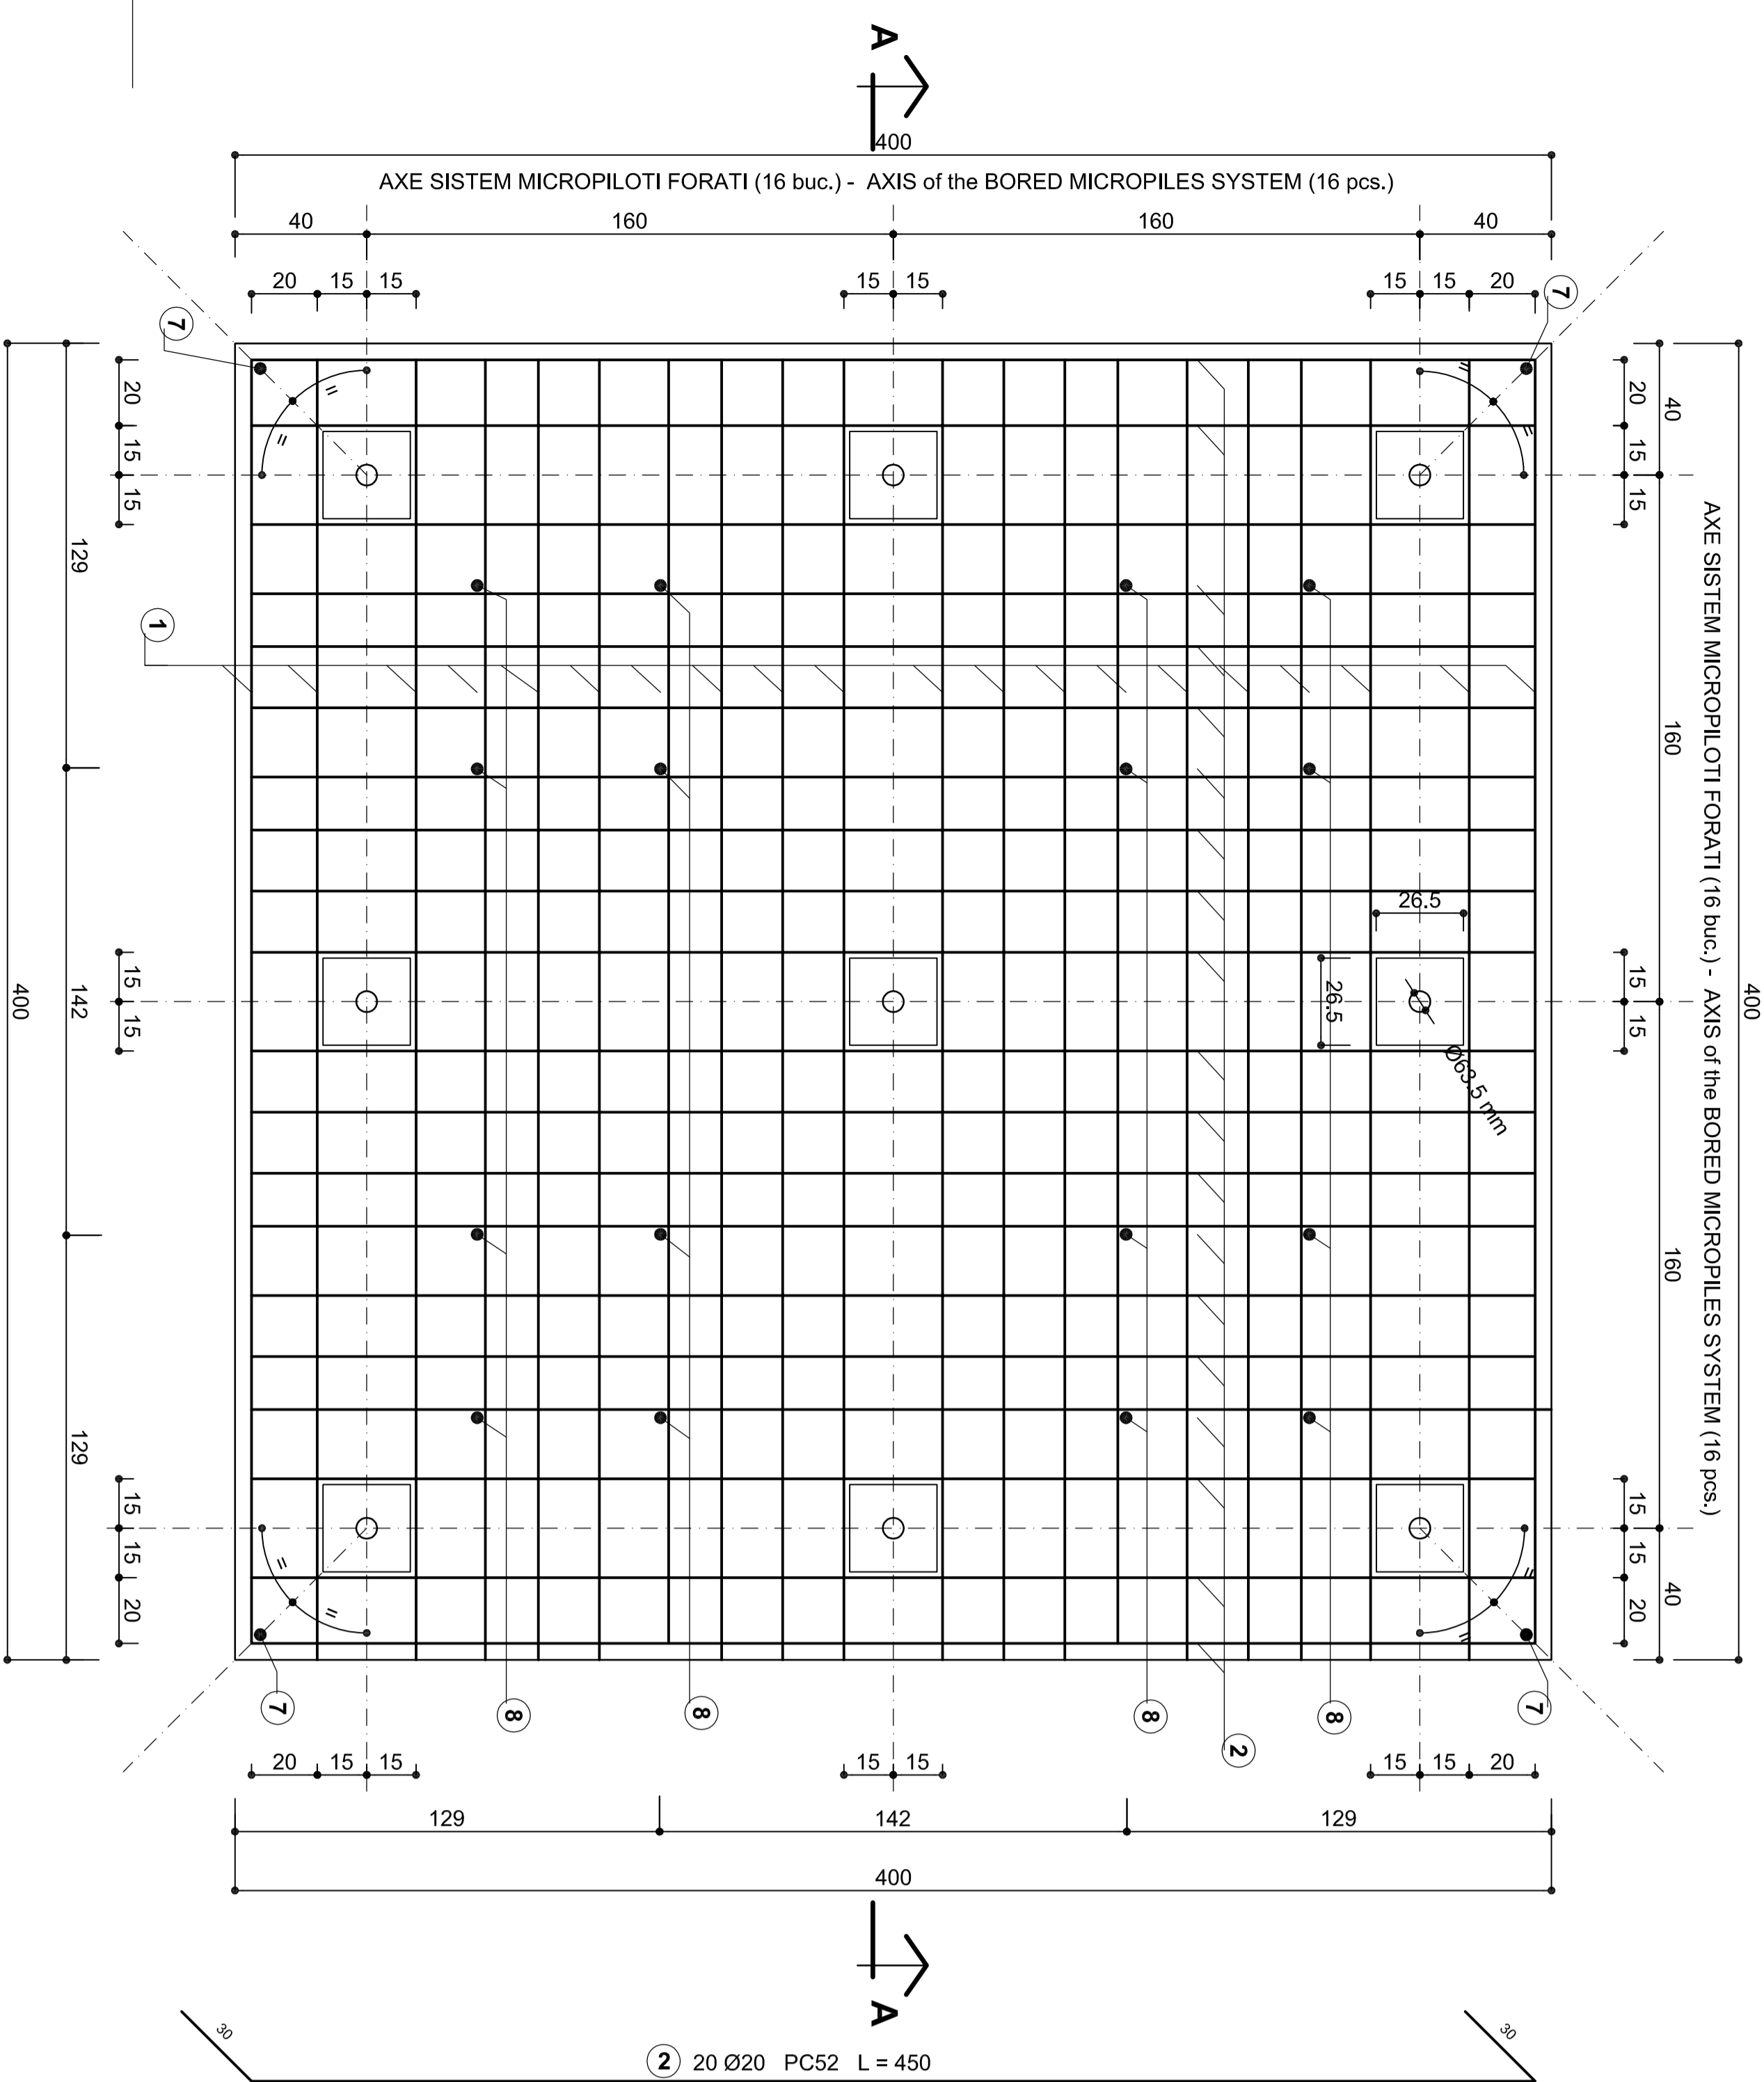 A
400
AXE SISTEM MICROPILOTI FORATI (16 buc.) - AXIS of the BORED MICROPILES SYSTEM (16 pcs.)
40 160 160 40
20 15 15 15 15 15 15 20
7 7
20 15 15
129
15 15
142
400
129
15 15 20
1
20 15 15
40
160
15 15
160
15 15 20
40
AXE SISTEM MICROPILOTI FORATI (16 buc.) - AXIS of the BORED MICROPILES SYSTEM (16 pcs.)
400
26.5
26.5
Ø63.5 mm
7 8 8 8 2 8 7
20 15 15 15 15 15 15 20
129 142 129
400
A
30 30
2 20 Ø20 PC52 L = 450